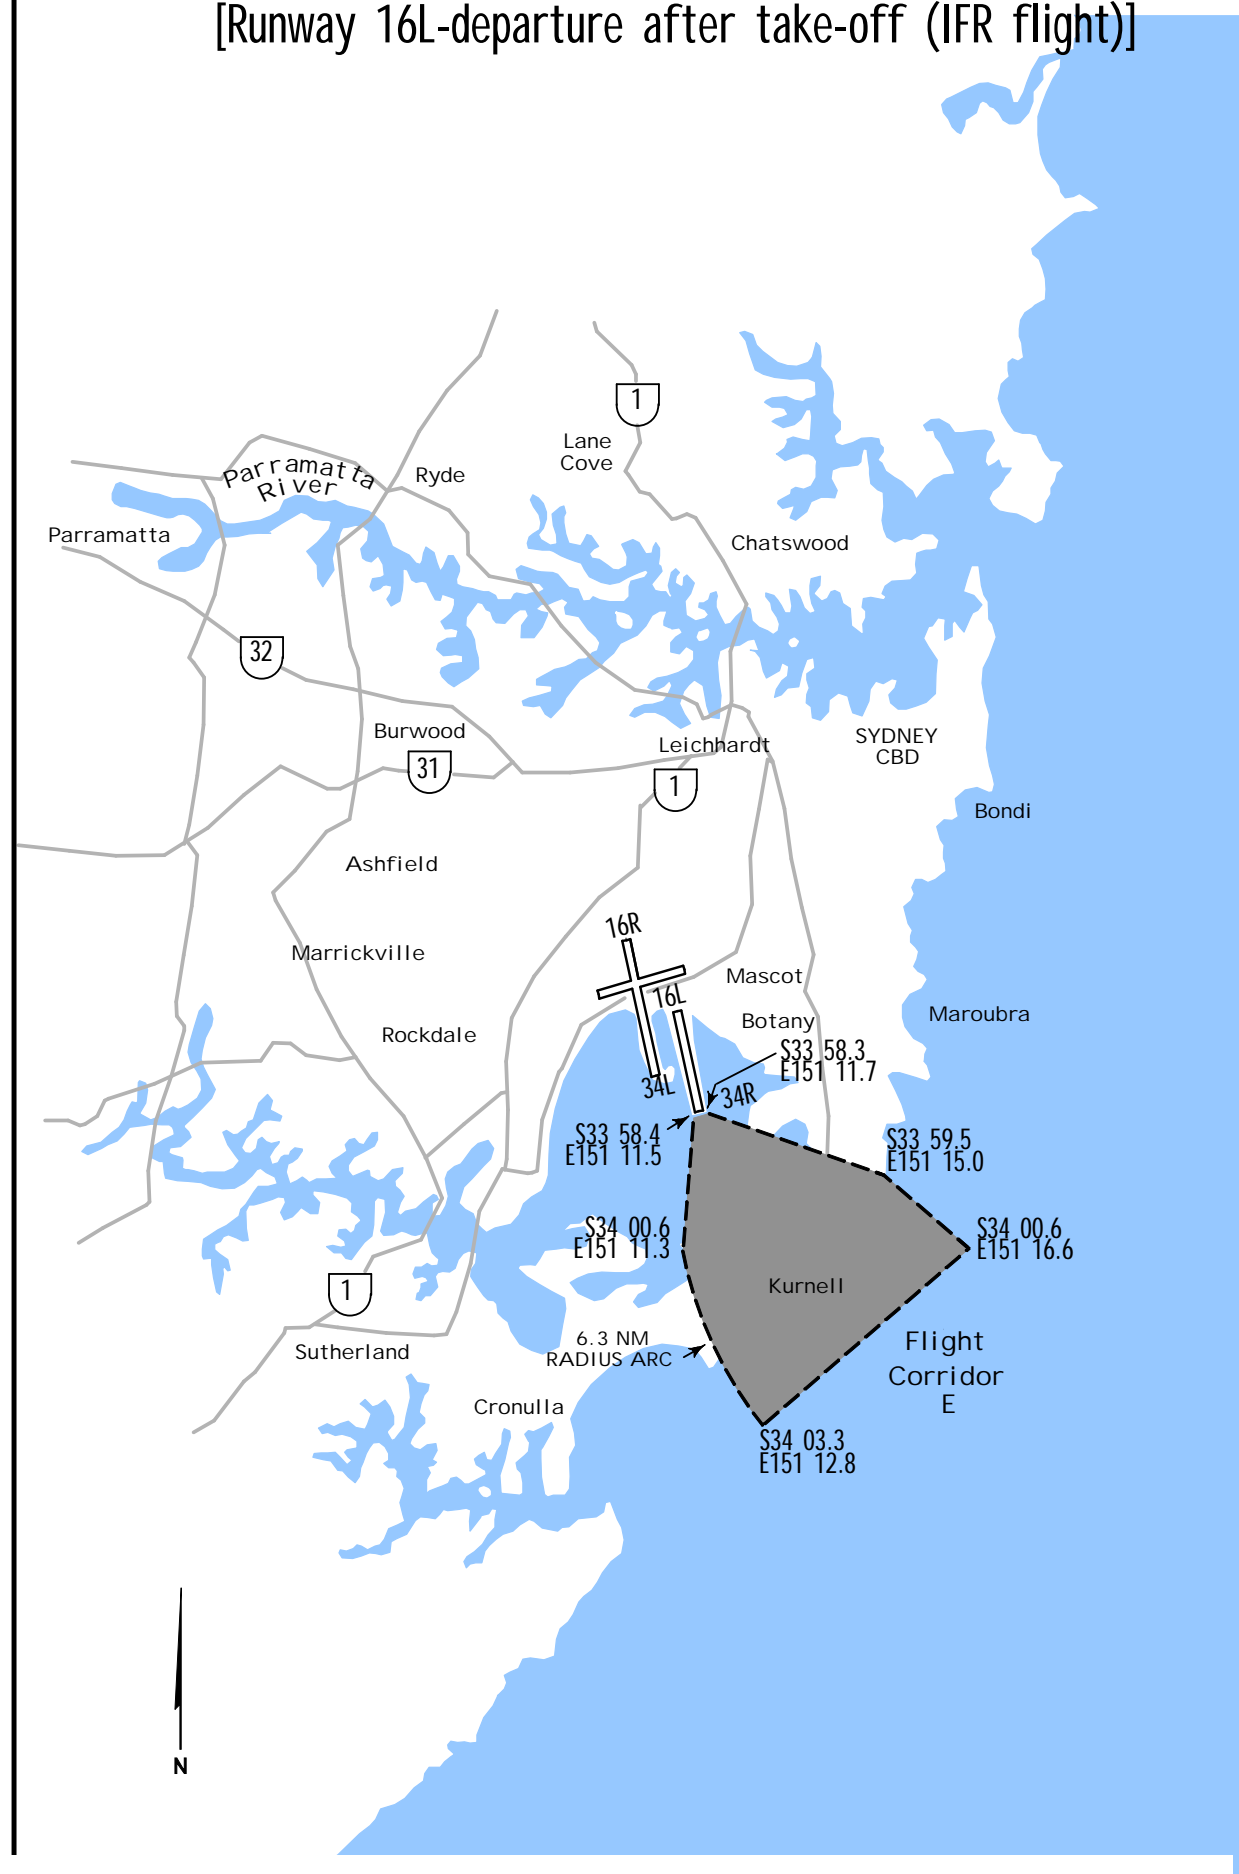 [Runway 16L-departure after take-off (IFR flight)]
1
Lane
Cove
Parramatta
River
Ryde
Parramatta
Chatswood
32
Burwood
31
Leichhardt
1
SYDNEY
CBD
Bondi
Ashfield
16R
Marrickville
Mascot
16L
Botany
Maroubra
Rockdale
S33 58.3
E151 11.7
34L
34R
S33 58.4
E151 11.5
S33 59.5
E151 15.0
S34 00.6
E151 11.3
S34 00.6
E151 16.6
Kurnell
1
Sutherland
6.3 NM
RADIUS ARC
Flight
Corridor
E
Cronulla
S34 03.3
E151 12.8
N